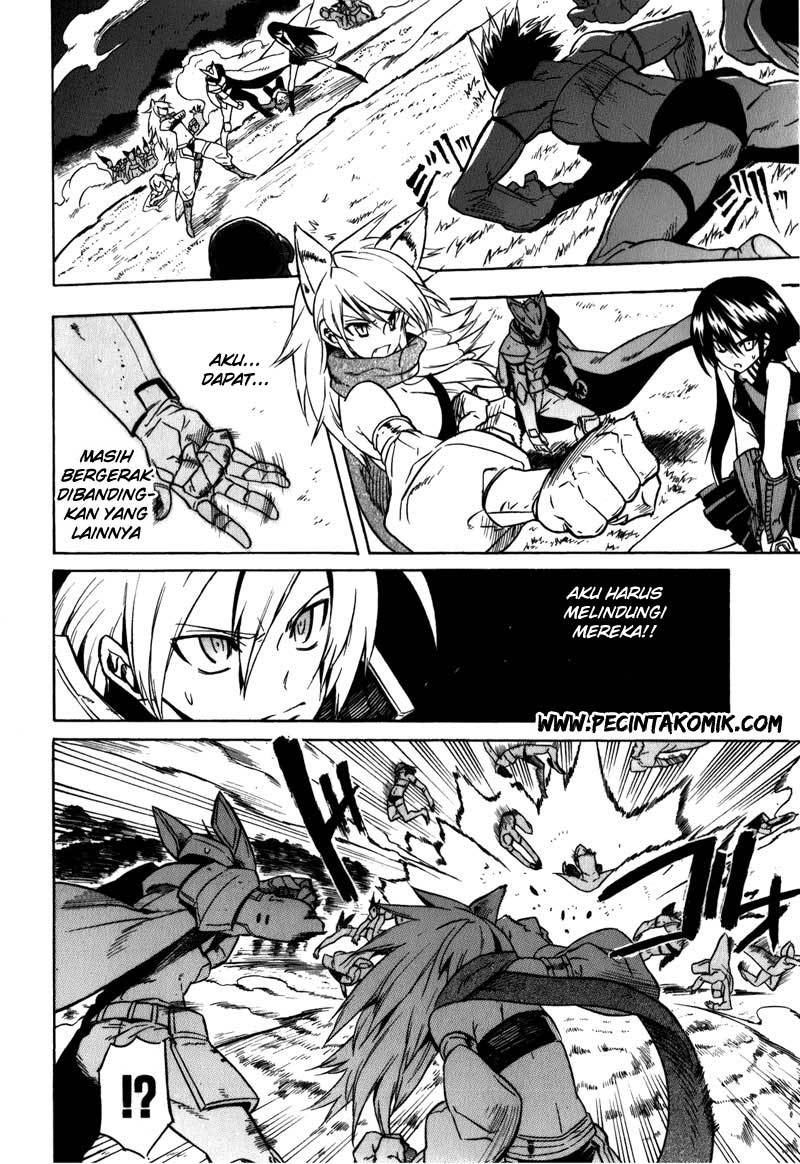 AKU...
DAPAT...
MASIH
BERGERAK
DIBANDING-
KAN YANG
LAINNYA
AKU HARUS
MELINDUNGI
MEREKA!!
WWW.PECINTAKOMIK.COM
!?